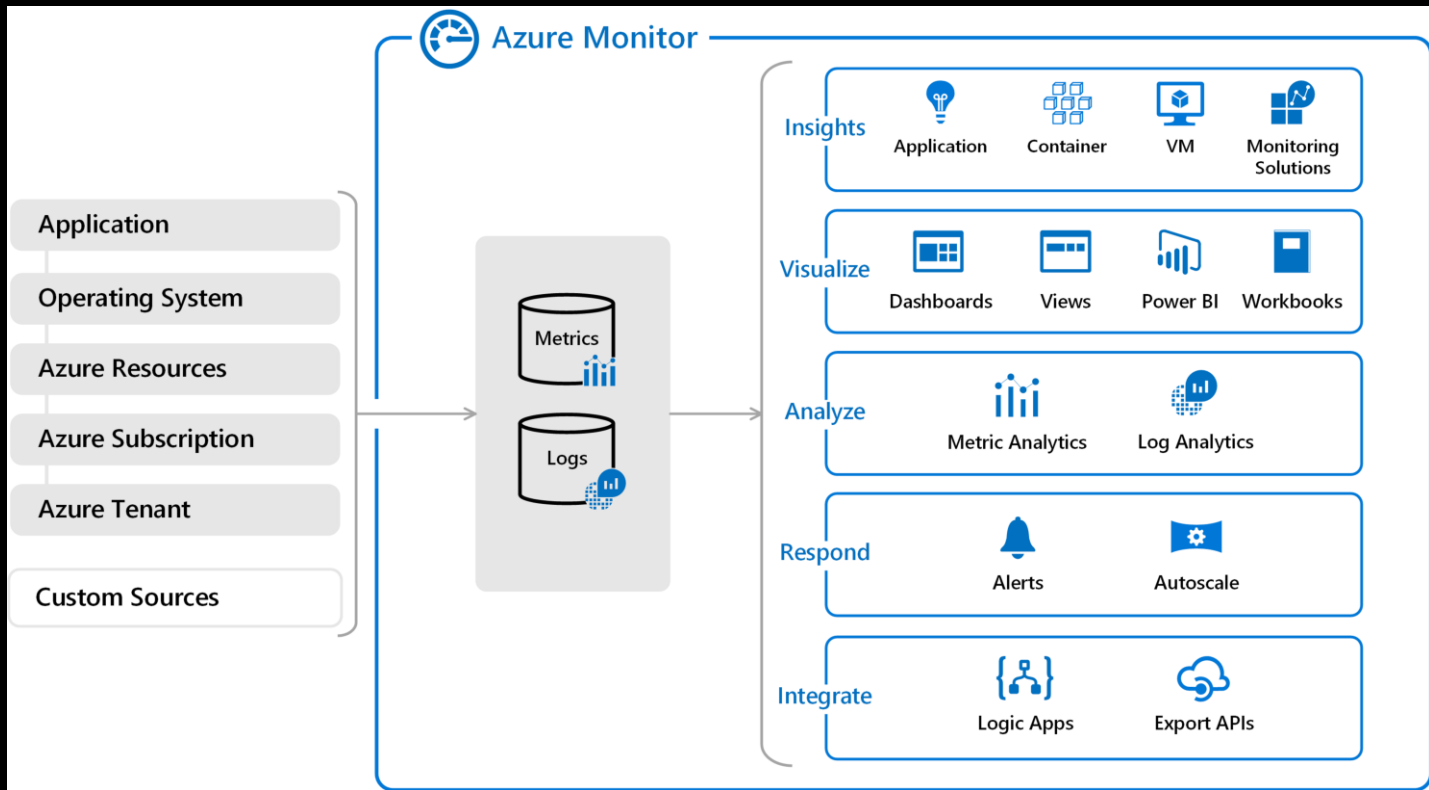 Azure Monitor
Application
Operating System
Azure Resources
Azure Subscription
Azure Tenant
Custom Sources
Metrics
Logs
Insights
Application
Container
VM
Monitoring
Solutions
Visualize
Dashboards
Views
Power BI
Workbooks
Analyze
Metric Analytics
Log Analytics
Respond
Alerts
Autoscale
Integrate
Logic Apps
Export APIs